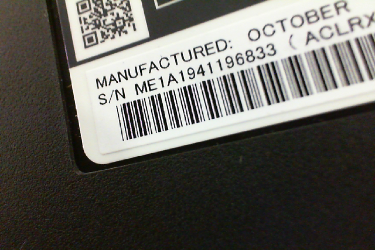 MANUFACTURED: OCTOBER
S/N ME1A1941196833 ( ACLRX